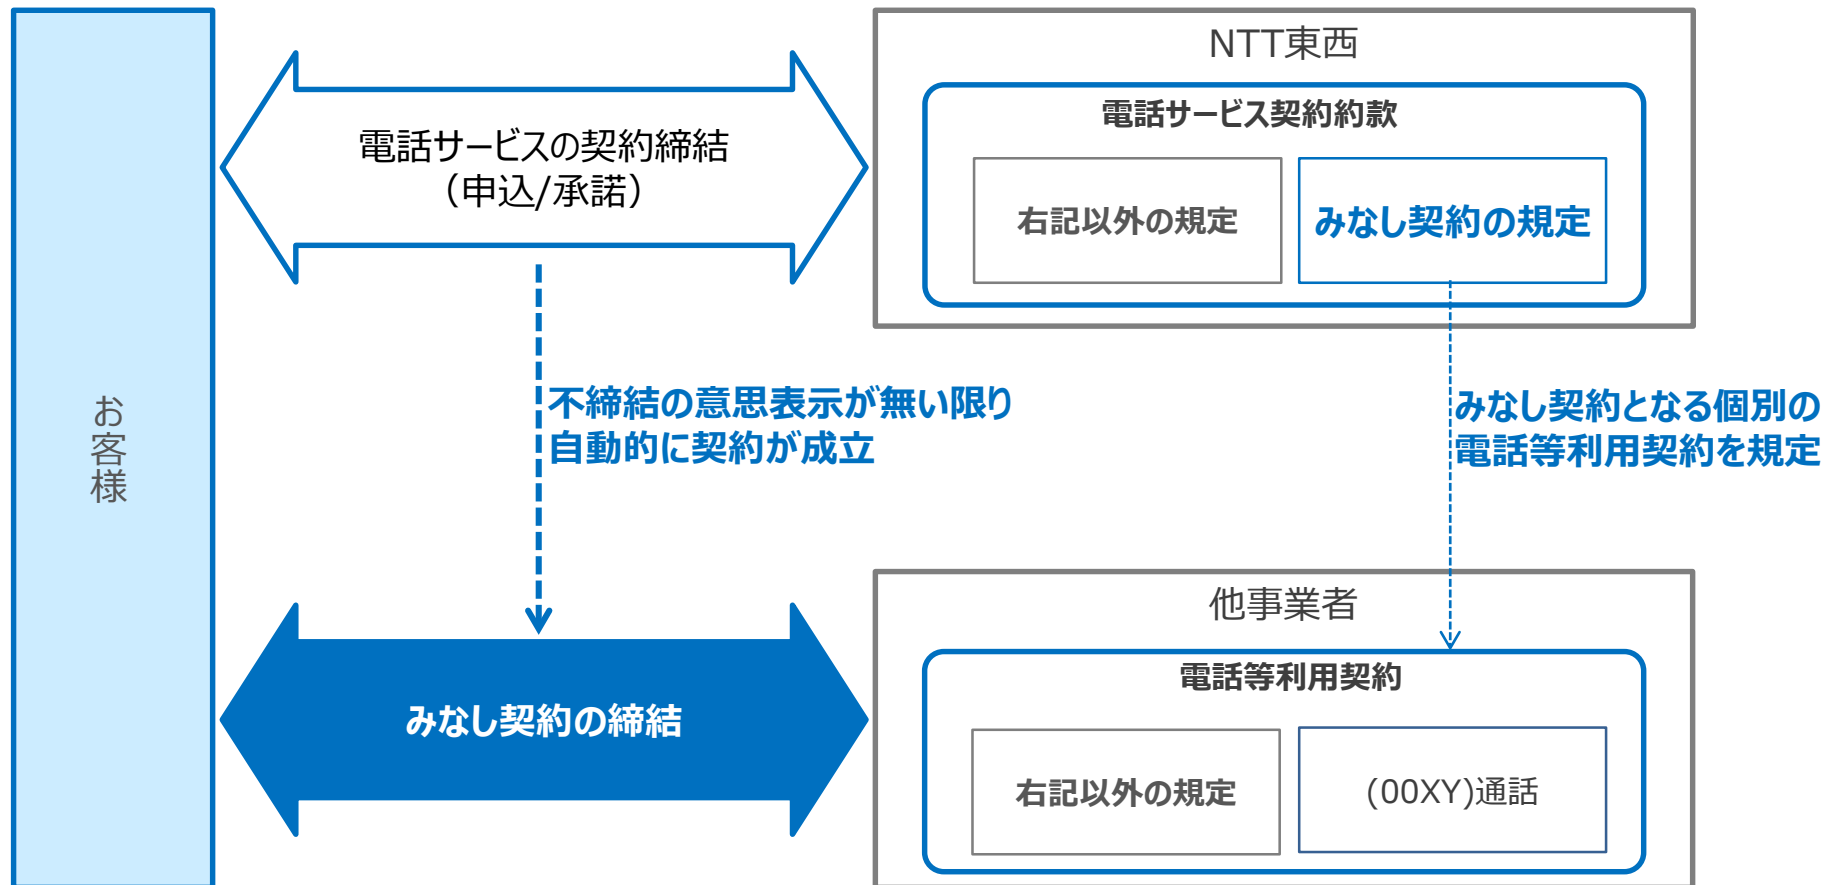 NTT東西
電話サービス契約約款
電話サービスの契約締結
（申込/承諾）
右記以外の規定
みなし契約の規定
お客様
不締結の意思表示が無い限り
自動的に契約が成立
みなし契約となる個別の
電話等利用契約を規定
他事業者
電話等利用契約
みなし契約の締結
右記以外の規定
(00XY)通話